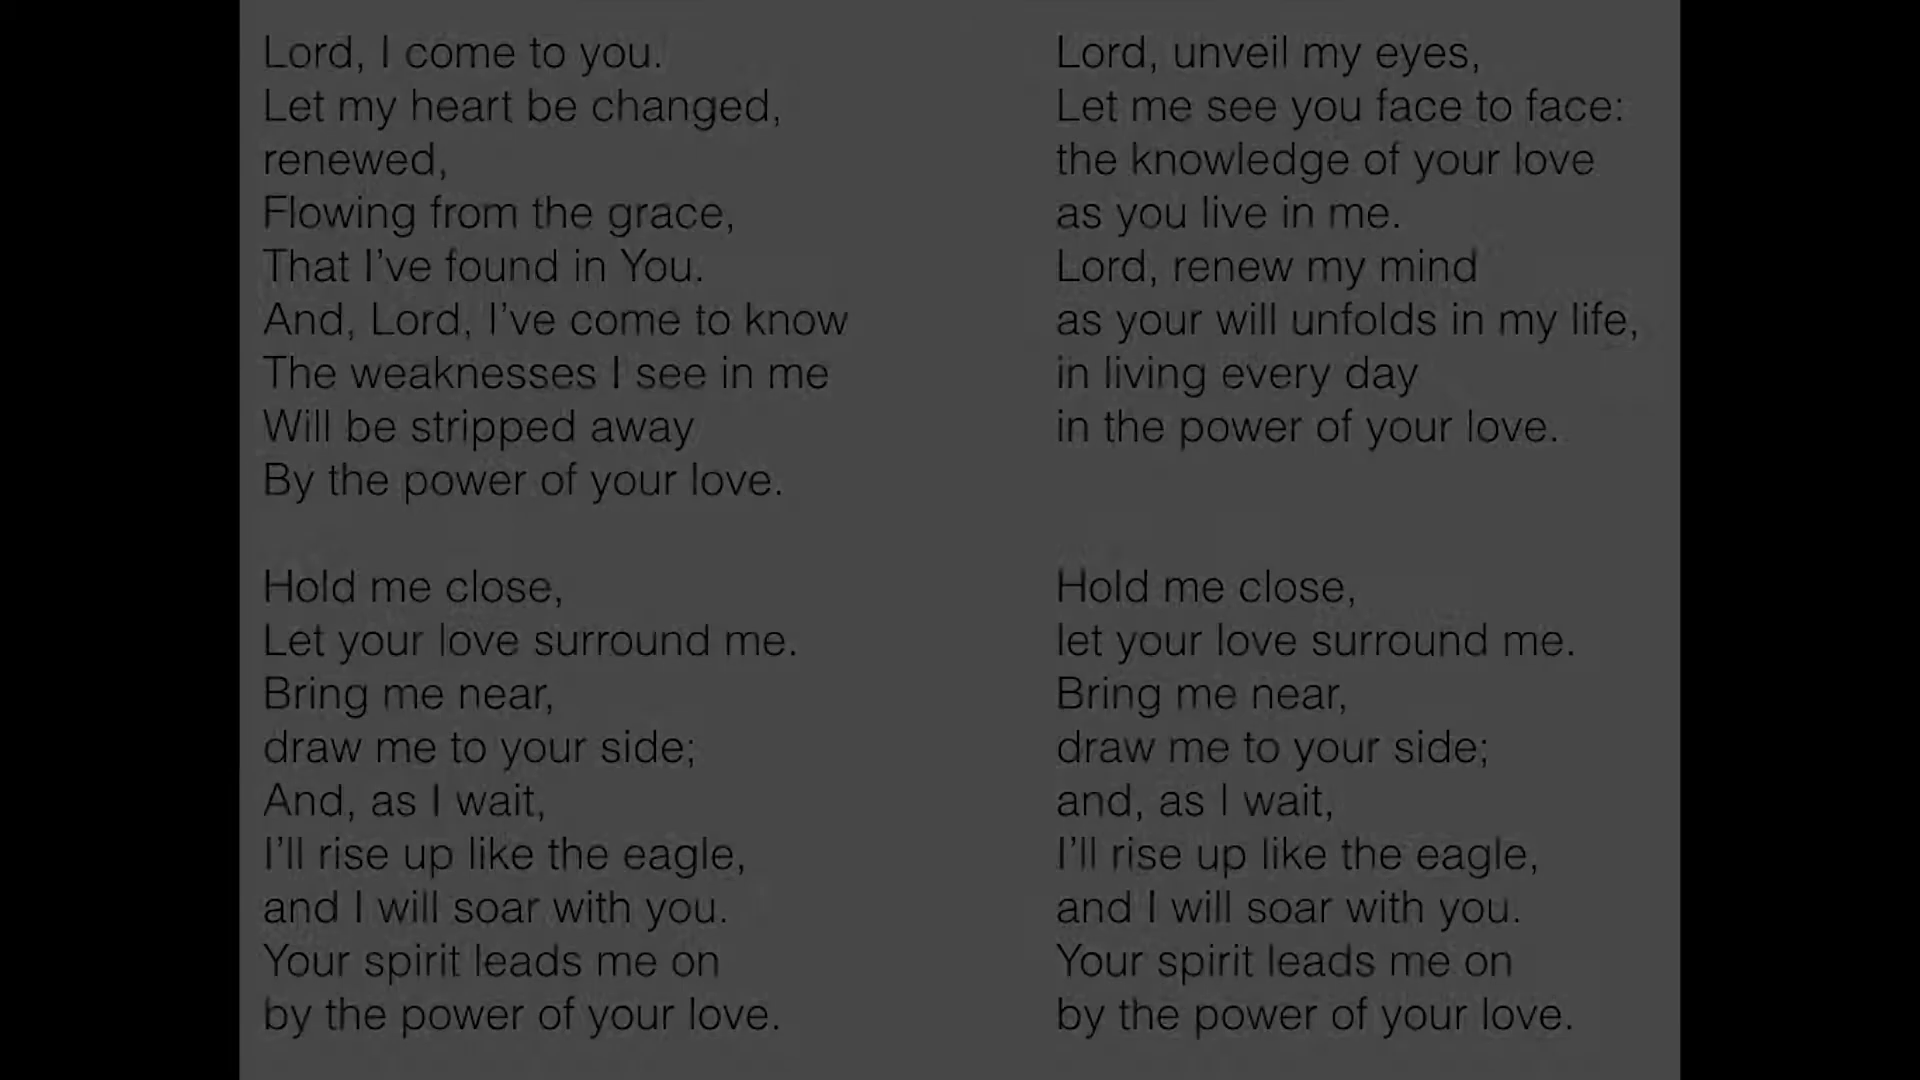 Lord, I come to you.
Let my heart be changed,
renewed,
Flowing from the grace,
That I've found in You.
And, Lord, I've come to know
The weaknesses I see in me
Will be stripped away
By the power of your love.
Hold me close,
Let your love surround me.
Bring me near,
draw me to your side;
And, as I wait,
I'll rise up like the eagle,
and I will soar with you.
Your spirit leads me on
by the power of your love.
Lord, unveil my eyes,
Let me see you face to face:
the knowledge of your love
as you live in me.
Lord, renew my mind
as your will unfolds in my life,
in living every day
in the power of your love.
Hold me close,
let your love surround me.
Bring me near,
draw me to your side;
and, as I wait,
I'll rise up like the eagle,
and I will soar with you.
Your spirit leads me on
by the power of your love.